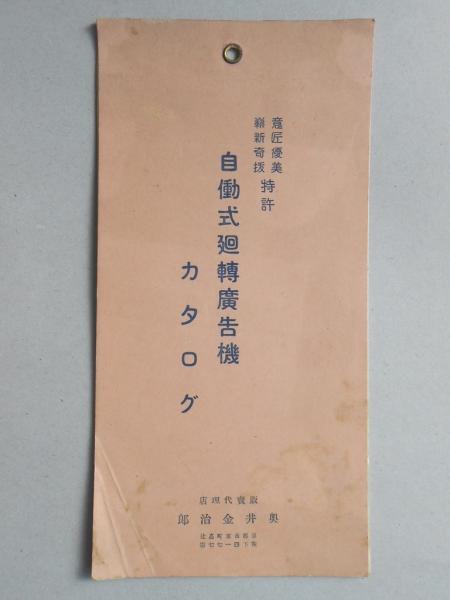 意匠優美
嶄新奇拔
特許
自働式廻轉廣告機
カタログ
販賣代理店
奥井金治郎